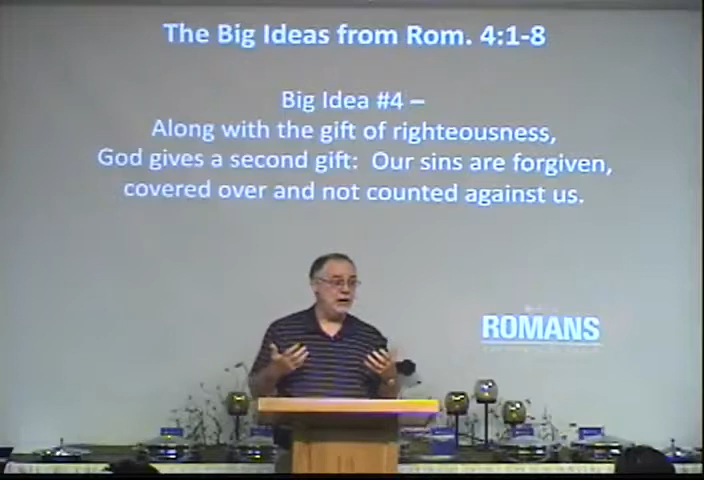 The Big Ideas from Rom. 4:1-8
Big Idea #4 –
Along with the gift of righteousness,
God gives a second gift:  Our sins are forgiven,
covered over and not counted against us.
ROMANS